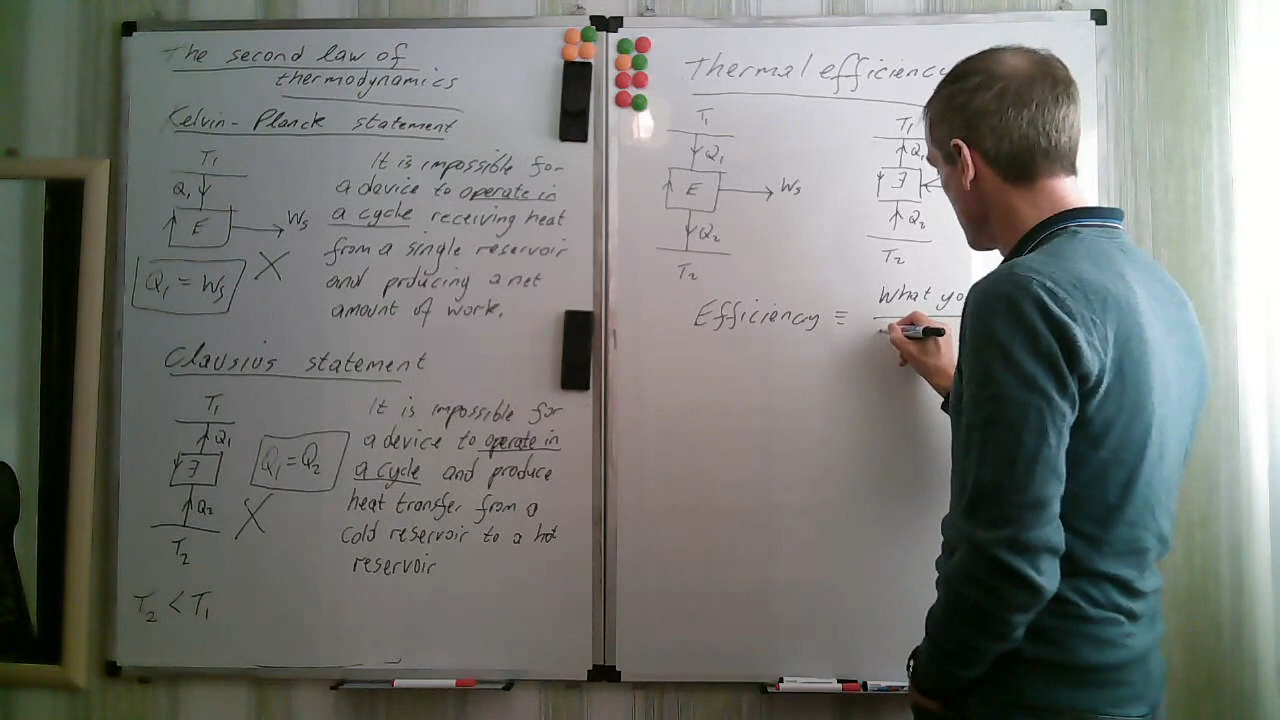 The second law of
thermodynamics
Kelvin-Planck statement
T₁
Q₁
E
Ws
Q₁ = Ws
X
It is impossible for
a device to operate in
a cycle receiving heat
from a single reservoir
and producing a net
amount of work.
Clausius statement
T₁
Q₁
Q₁ = Q₂
Q₂
X
T₂
It is impossible for
a device to operate in
a cycle and produce
heat transfer from a
cold reservoir to a hot
reservoir
T₂ < T₁
Thermal efficiency
T₁
Q₁
E
Ws
Q₂
T₂
T₁
Q₁
Q₂
T₂
Efficiency ≡
What